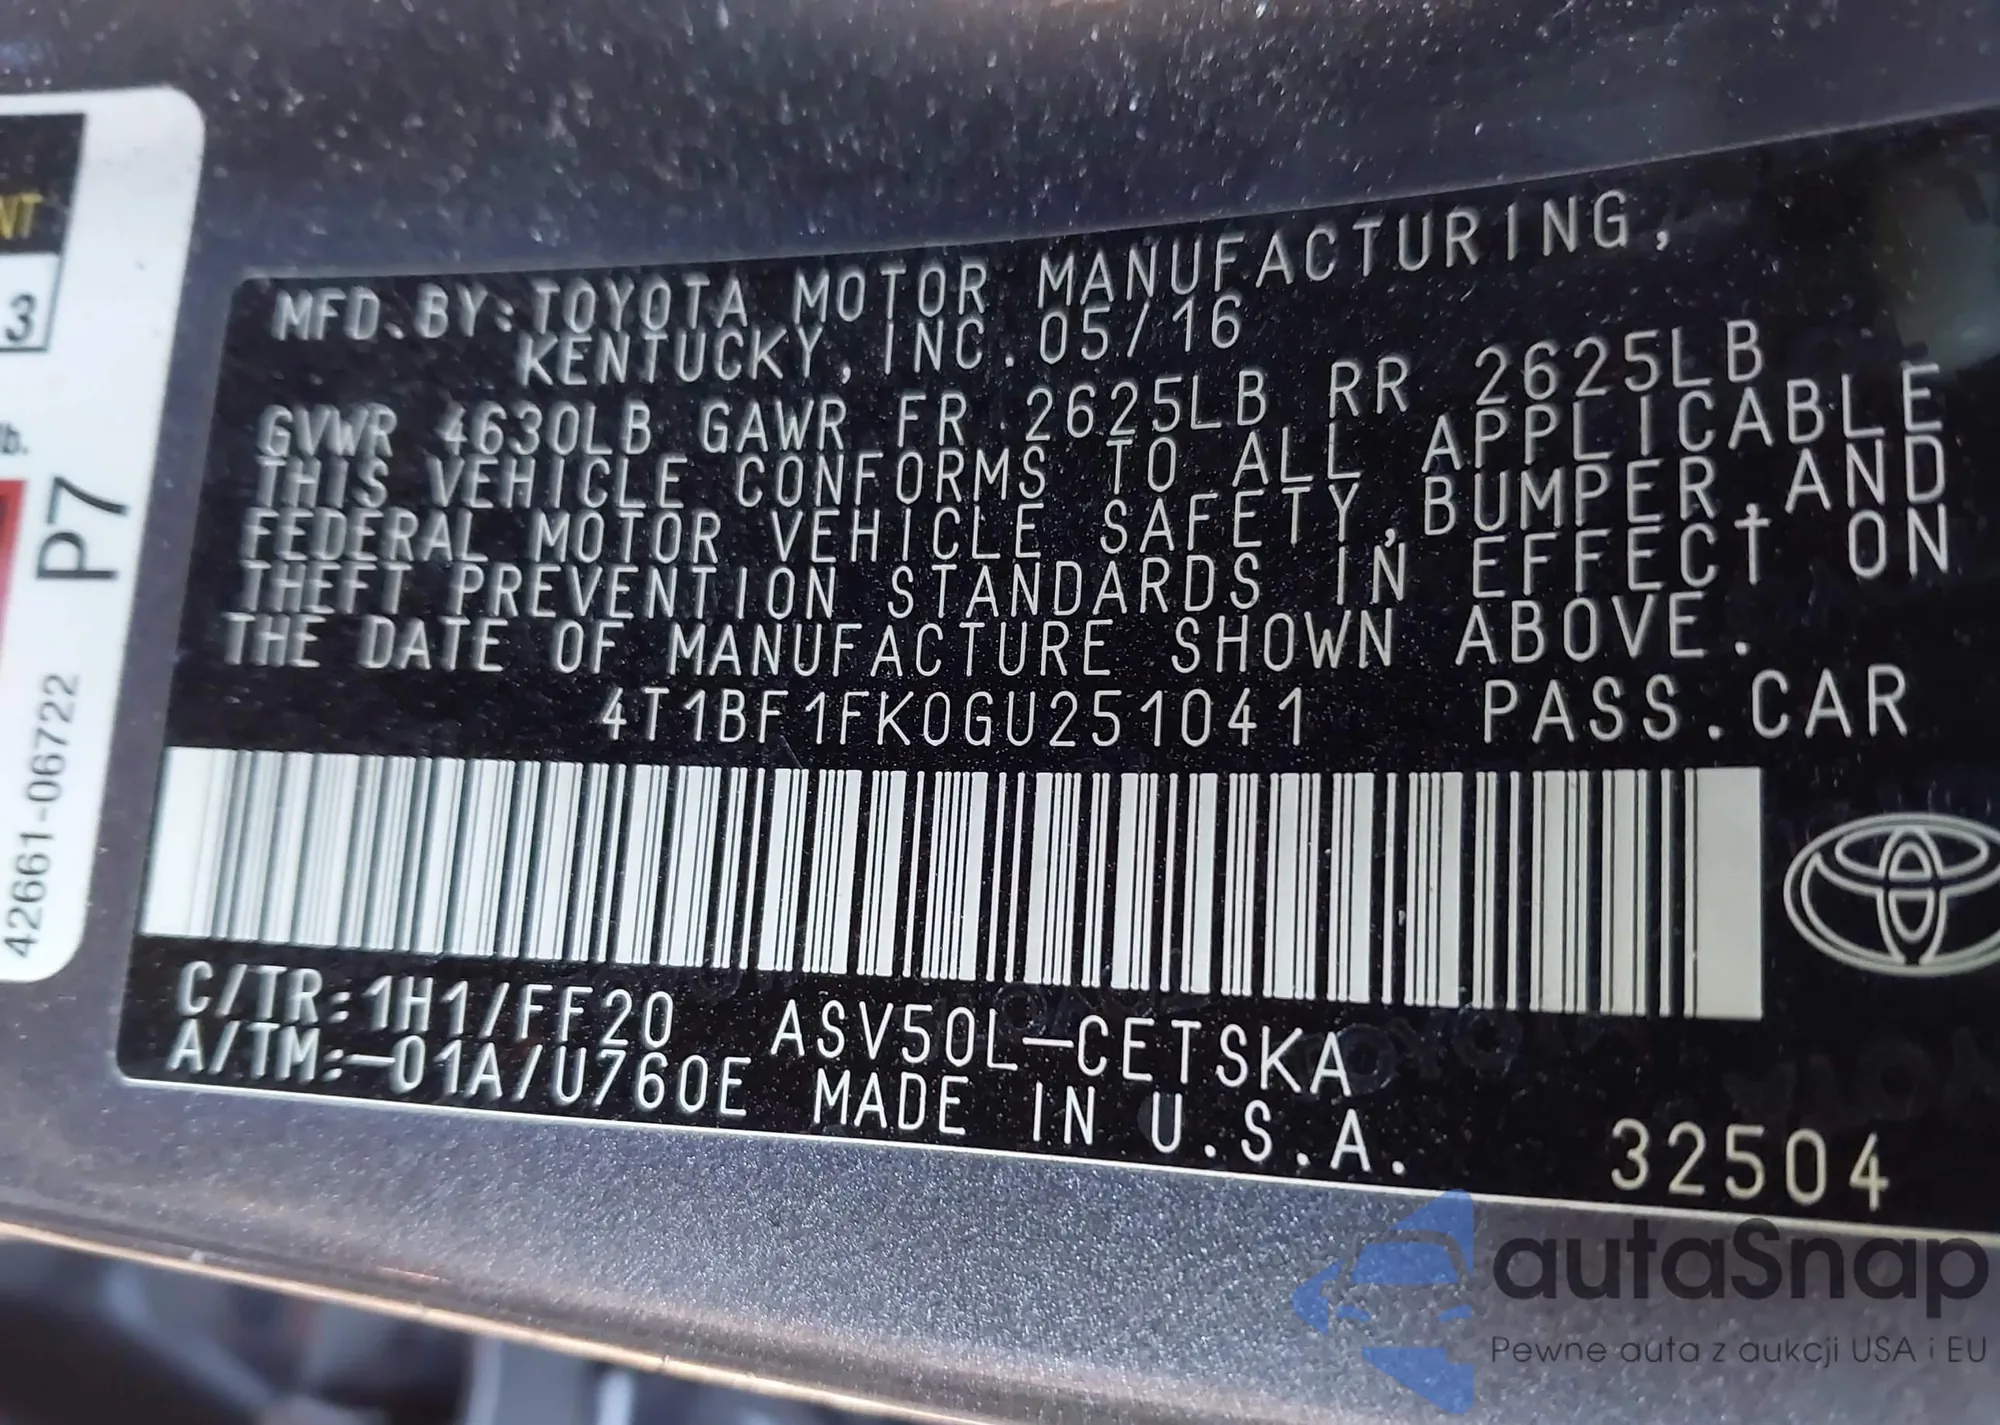 NT
3
lb.
P7
42661-06722
MFD. BY: TOYOTA MOTOR MANUFACTURING,
KENTUCKY, INC. 05/16
GVWR 4630LB GAWR FR 2625LB RR 2625LB
THIS VEHICLE CONFORMS TO ALL APPLICABLE
FEDERAL MOTOR VEHICLE SAFETY, BUMPER, AND
THEFT PREVENTION STANDARDS IN EFFECT ON
THE DATE OF MANUFACTURE SHOWN ABOVE.
4T1BF1FK0GU251041 PASS. CAR
C/TR: 1H1/FF20 ASV50L-CETSKA
A/TM:-01A/U760E MADE IN U.S.A.
32504
autaSnap
Pewne auta z aukcji USA i EU